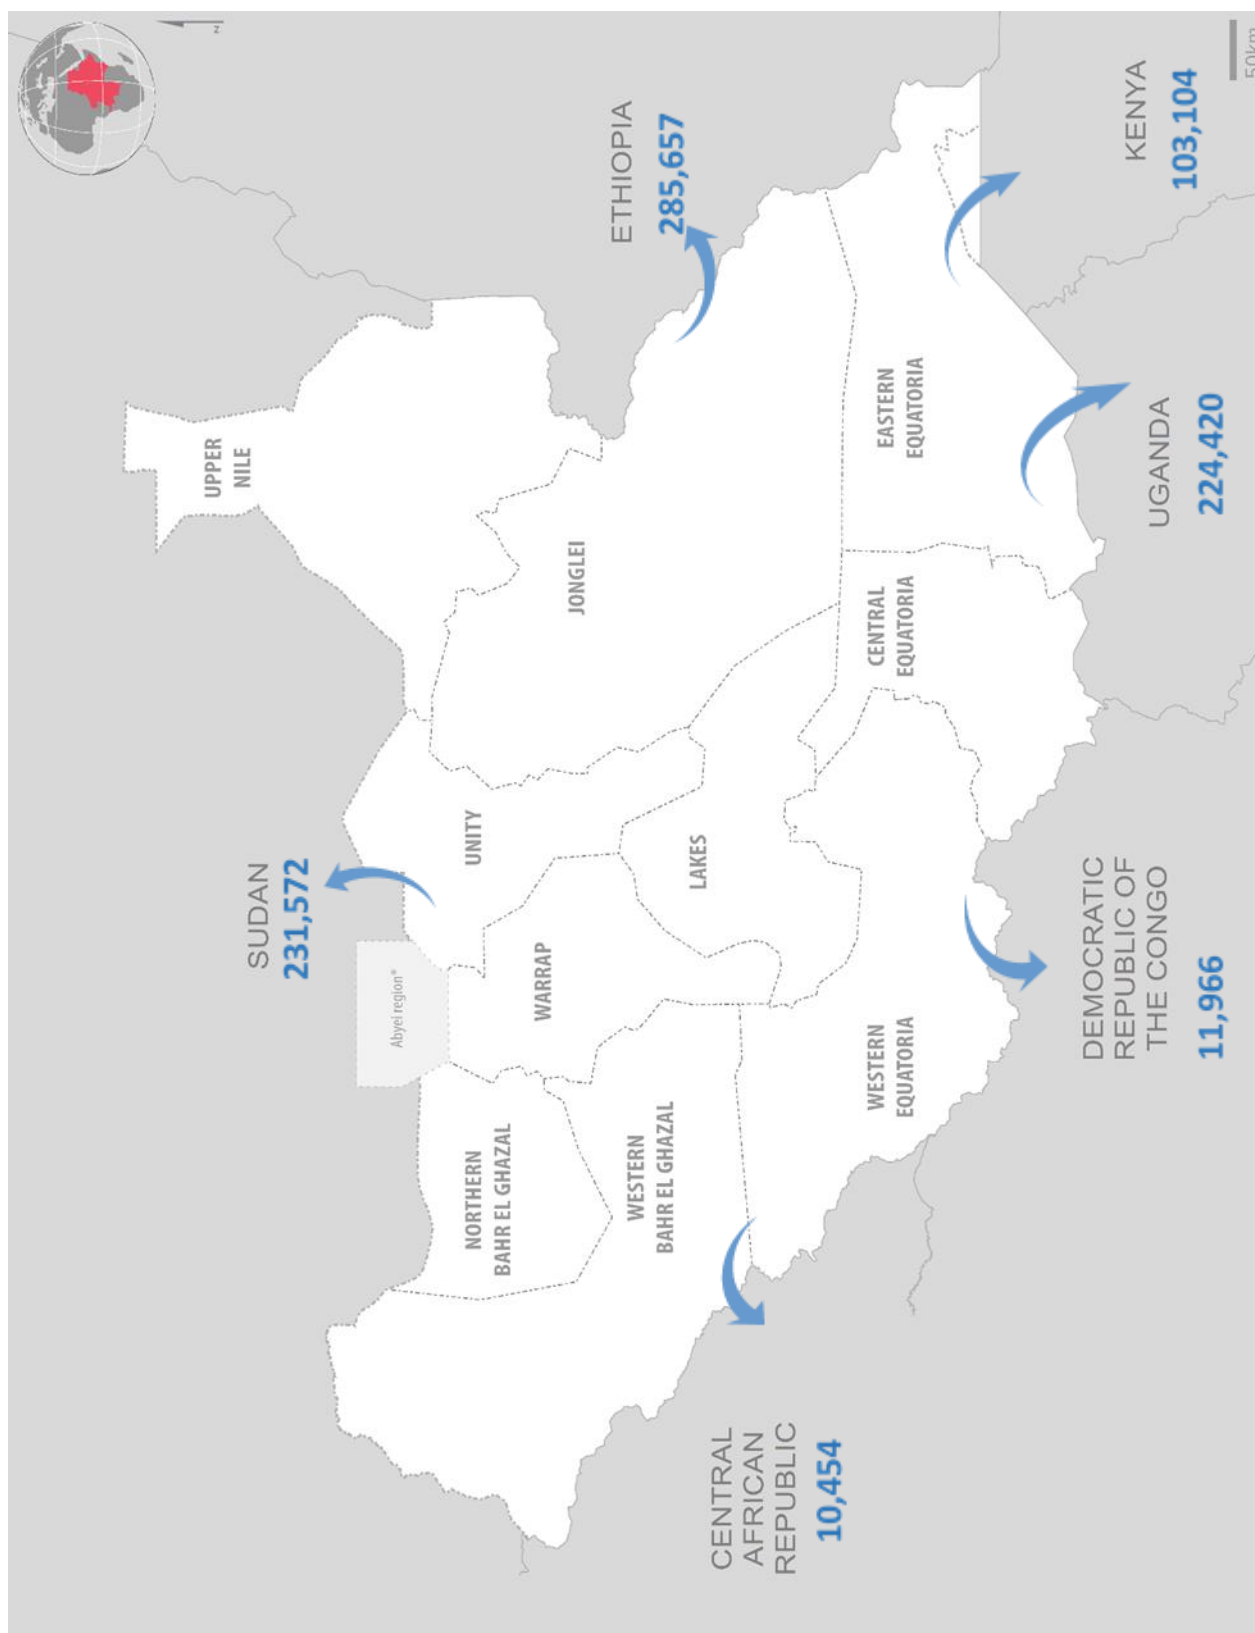 N
50km
SUDAN
231,572
ETHIOPIA
285,657
KENYA
103,104
UGANDA
224,420
DEMOCRATIC
REPUBLIC OF
THE CONGO
11,966
CENTRAL
AFRICAN
REPUBLIC
10,454
UPPER
NILE
Abyei region*
UNITY
JONGLEI
NORTHERN
BAHR EL GHAZAL
WARRAP
WESTERN
BAHR EL GHAZAL
LAKES
WESTERN
EQUATORIA
CENTRAL
EQUATORIA
EASTERN
EQUATORIA